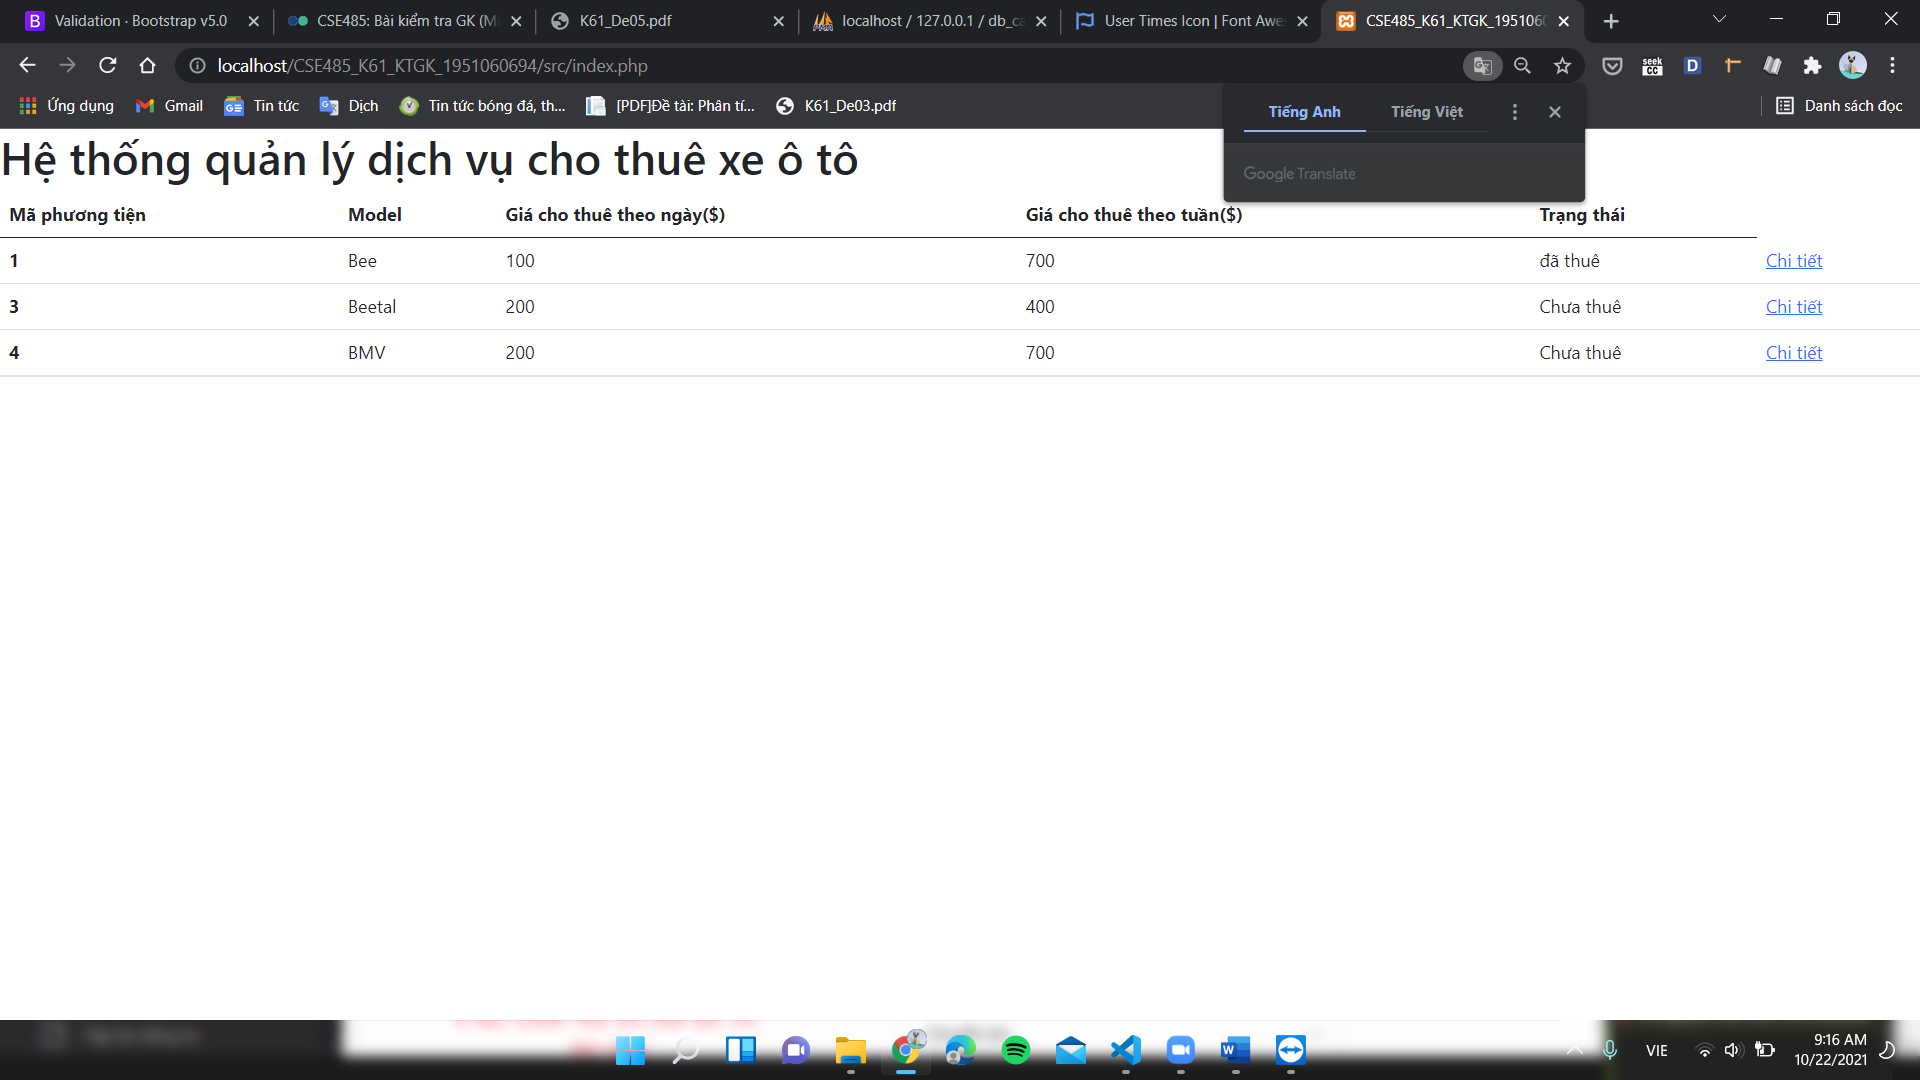 Validation · Bootstrap v5.0
CSE485: Bài kiểm tra GK (M
K61_De05.pdf
localhost / 127.0.0.1 / db_ca
User Times Icon | Font Awe
CSE485_K61_KTGK_1951060
localhost/CSE485_K61_KTGK_1951060694/src/index.php
seek CC
D
Ứng dụng
Gmail
Tin tức
Dịch
Tin tức bóng đá, th...
[PDF]Đề tài: Phân tí...
K61_De03.pdf
Danh sách đọc
Tiếng Anh
Tiếng Việt
Google Translate
Hệ thống quản lý dịch vụ cho thuê xe ô tô
Mã phương tiện Model Giá cho thuê theo ngày($) Giá cho thuê theo tuần($) Trạng thái
1 Bee 100 700 đã thuê Chi tiết
3 Beetal 200 400 Chưa thuê Chi tiết
4 BMV 200 700 Chưa thuê Chi tiết
VIE
9:16 AM
10/22/2021